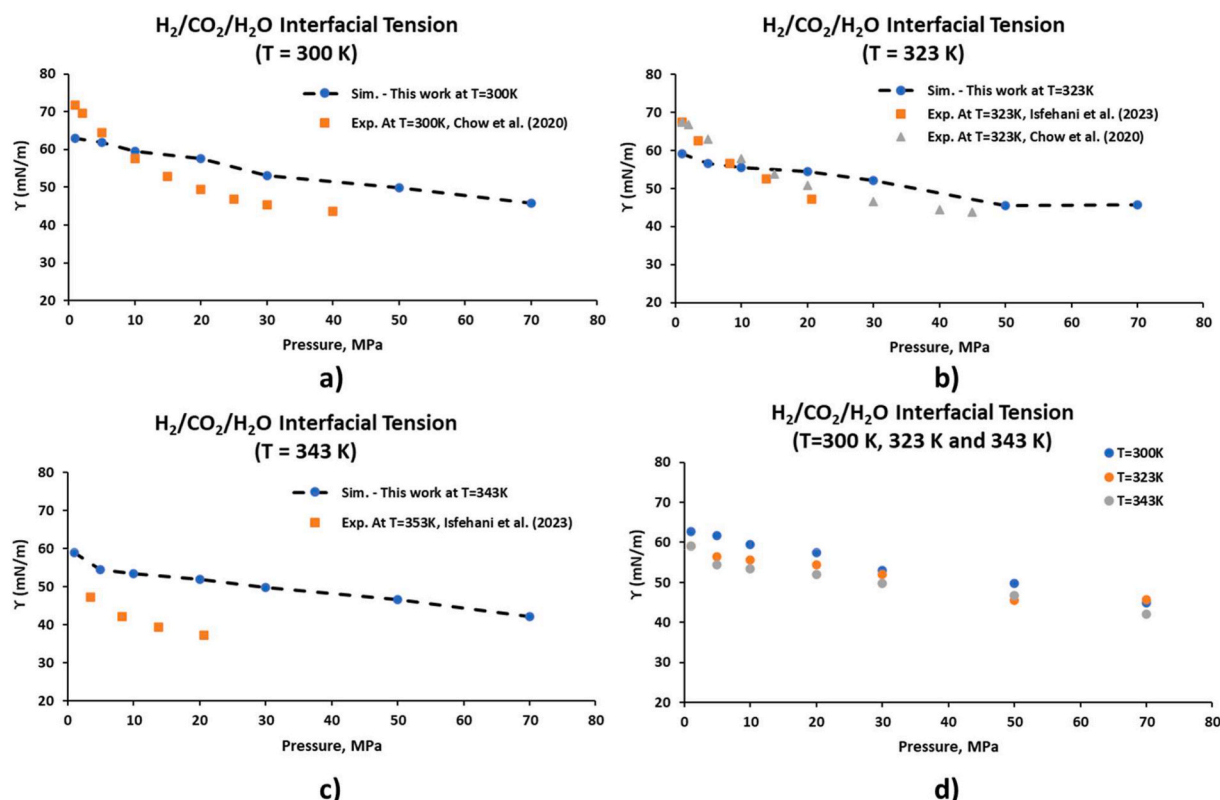 H₂/CO₂/H₂O Interfacial Tension
(T = 300 K)
80
70
60
50
40
30
20
ϒ (mN/m)
Sim. - This work at T=300K
Exp. At T=300K, Chow et al. (2020)
0 10 20 30 40 50 60 70 80
Pressure, MPa
a)
H₂/CO₂/H₂O Interfacial Tension
(T = 323 K)
80
70
60
50
40
30
20
ϒ (mN/m)
Sim. - This work at T=323K
Exp. At T=323K, Isfehani et al. (2023)
Exp. At T=323K, Chow et al. (2020)
0 10 20 30 40 50 60 70 80
Pressure, MPa
b)
H₂/CO₂/H₂O Interfacial Tension
(T = 343 K)
80
70
60
50
40
30
20
ϒ (mN/m)
Sim. - This work at T=343K
Exp. At T=353K, Isfehani et al. (2023)
0 10 20 30 40 50 60 70 80
Pressure, MPa
c)
H₂/CO₂/H₂O Interfacial Tension
(T=300 K, 323 K and 343 K)
80
70
60
50
40
30
20
ϒ (mN/m)
T=300K
T=323K
T=343K
0 10 20 30 40 50 60 70 80
Pressure, MPa
d)